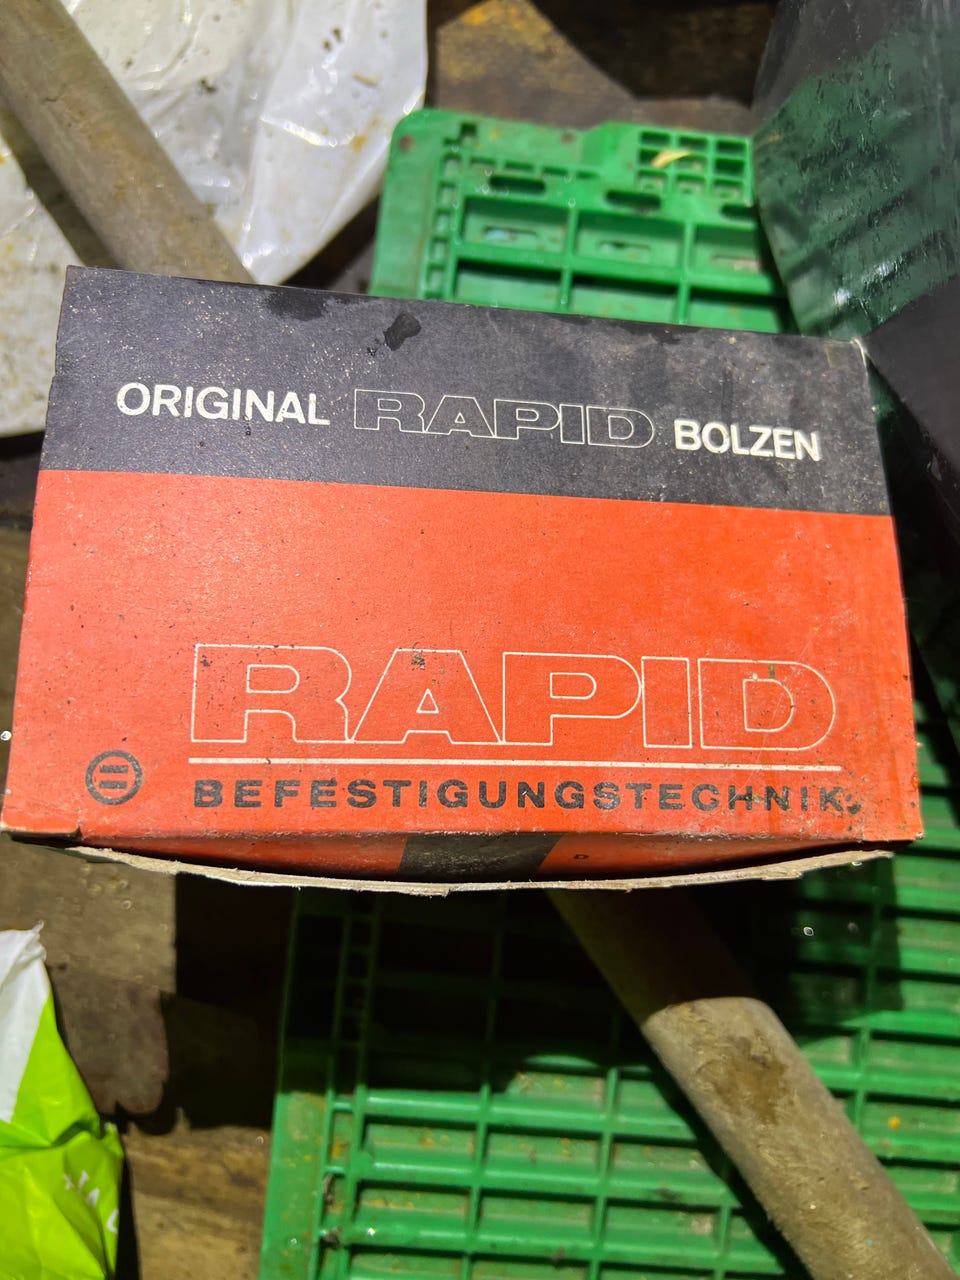 ORIGINAL RAPID BOLZEN
RAPID
BEFESTIGUNGSTECHNIK
D